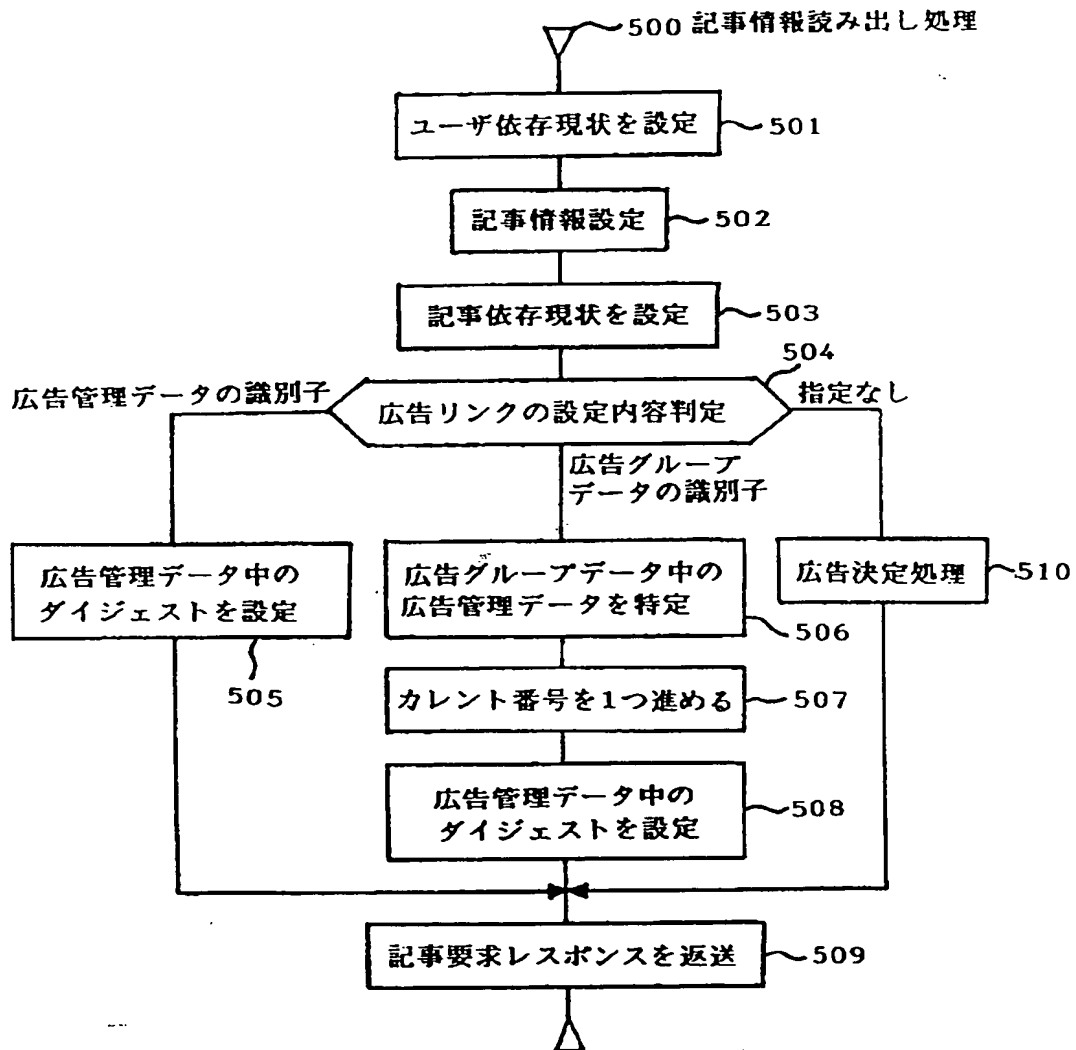 500 記事情報読み出し処理
ユーザ依存現状を設定
501
記事情報設定
502
記事依存現状を設定
503
504
広告管理データの識別子
広告リンクの設定内容判定
指定なし
広告グループ
データの識別子
広告管理データ中の
ダイジェストを設定
505
広告グループデータ中の
広告管理データを特定
506
広告決定処理
510
カレント番号を1つ進める
507
広告管理データ中の
ダイジェストを設定
508
記事要求レスポンスを返送
509